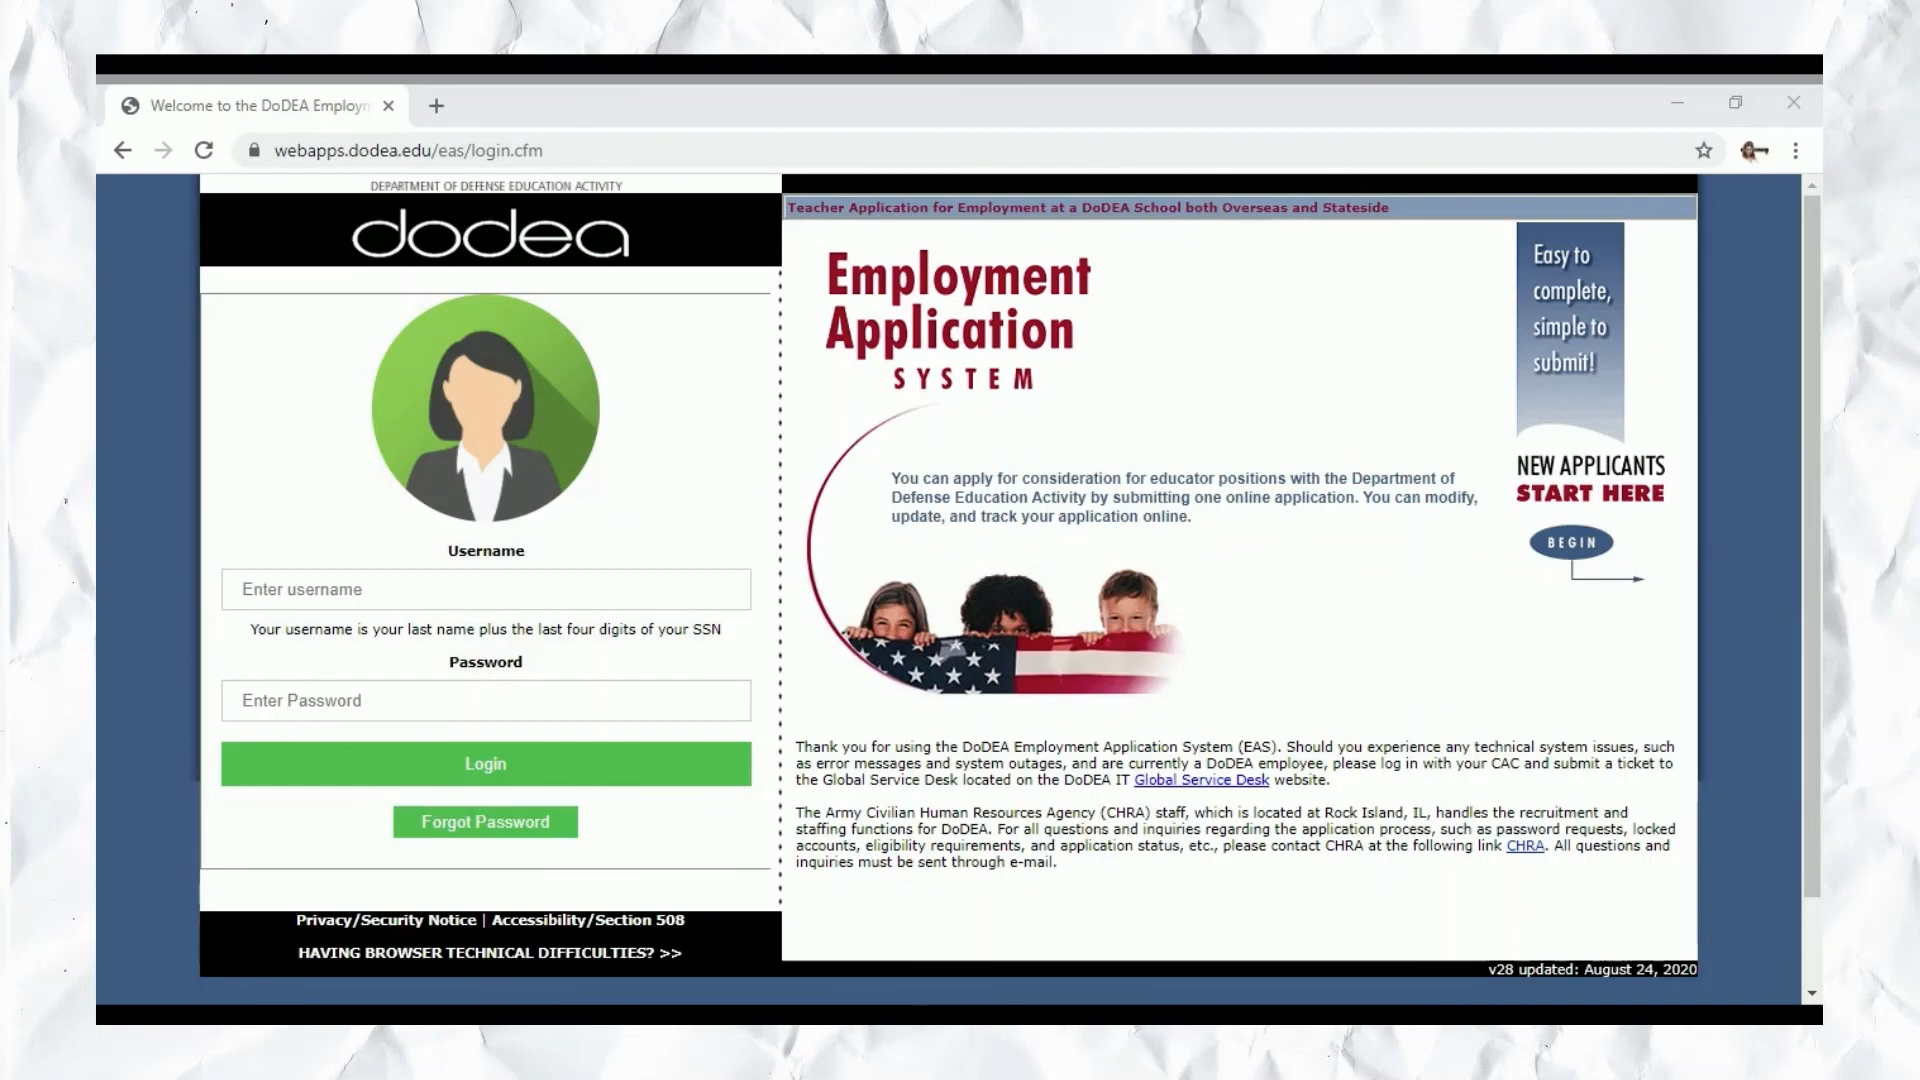 Welcome to the DoDEA Employm
webapps.dodea.edu/eas/login.cfm
DEPARTMENT OF DEFENSE EDUCATION ACTIVITY
dodea
Username
Enter username
Your username is your last name plus the last four digits of your SSN
Password
Enter Password
Login
Forgot Password
Privacy/Security Notice | Accessibility/Section 508
HAVING BROWSER TECHNICAL DIFFICULTIES? >>
Teacher Application for Employment at a DoDEA School both Overseas and Stateside
Employment
Application
SYSTEM
You can apply for consideration for educator positions with the Department of
Defense Education Activity by submitting one online application. You can modify,
update, and track your application online.
Easy to
complete,
simple to
submit!
NEW APPLICANTS
START HERE
BEGIN
Thank you for using the DoDEA Employment Application System (EAS). Should you experience any technical system issues, such
as error messages and system outages, and are currently a DoDEA employee, please log in with your CAC and submit a ticket to
the Global Service Desk located on the DoDEA IT Global Service Desk website.
The Army Civilian Human Resources Agency (CHRA) staff, which is located at Rock Island, IL, handles the recruitment and
staffing functions for DoDEA. For all questions and inquiries regarding the application process, such as password requests, locked
accounts, eligibility requirements, and application status, etc., please contact CHRA at the following link CHRA. All questions and
inquiries must be sent through e-mail.
v28 updated: August 24, 2020